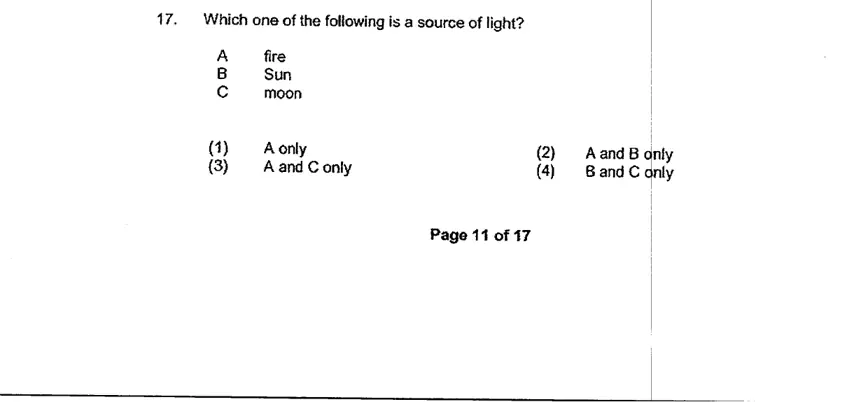 17. Which one of the following is a source of light?
A fire
B Sun
C moon
(1) A only (2) A and B only
(3) A and C only (4) B and C only
Page 11 of 17